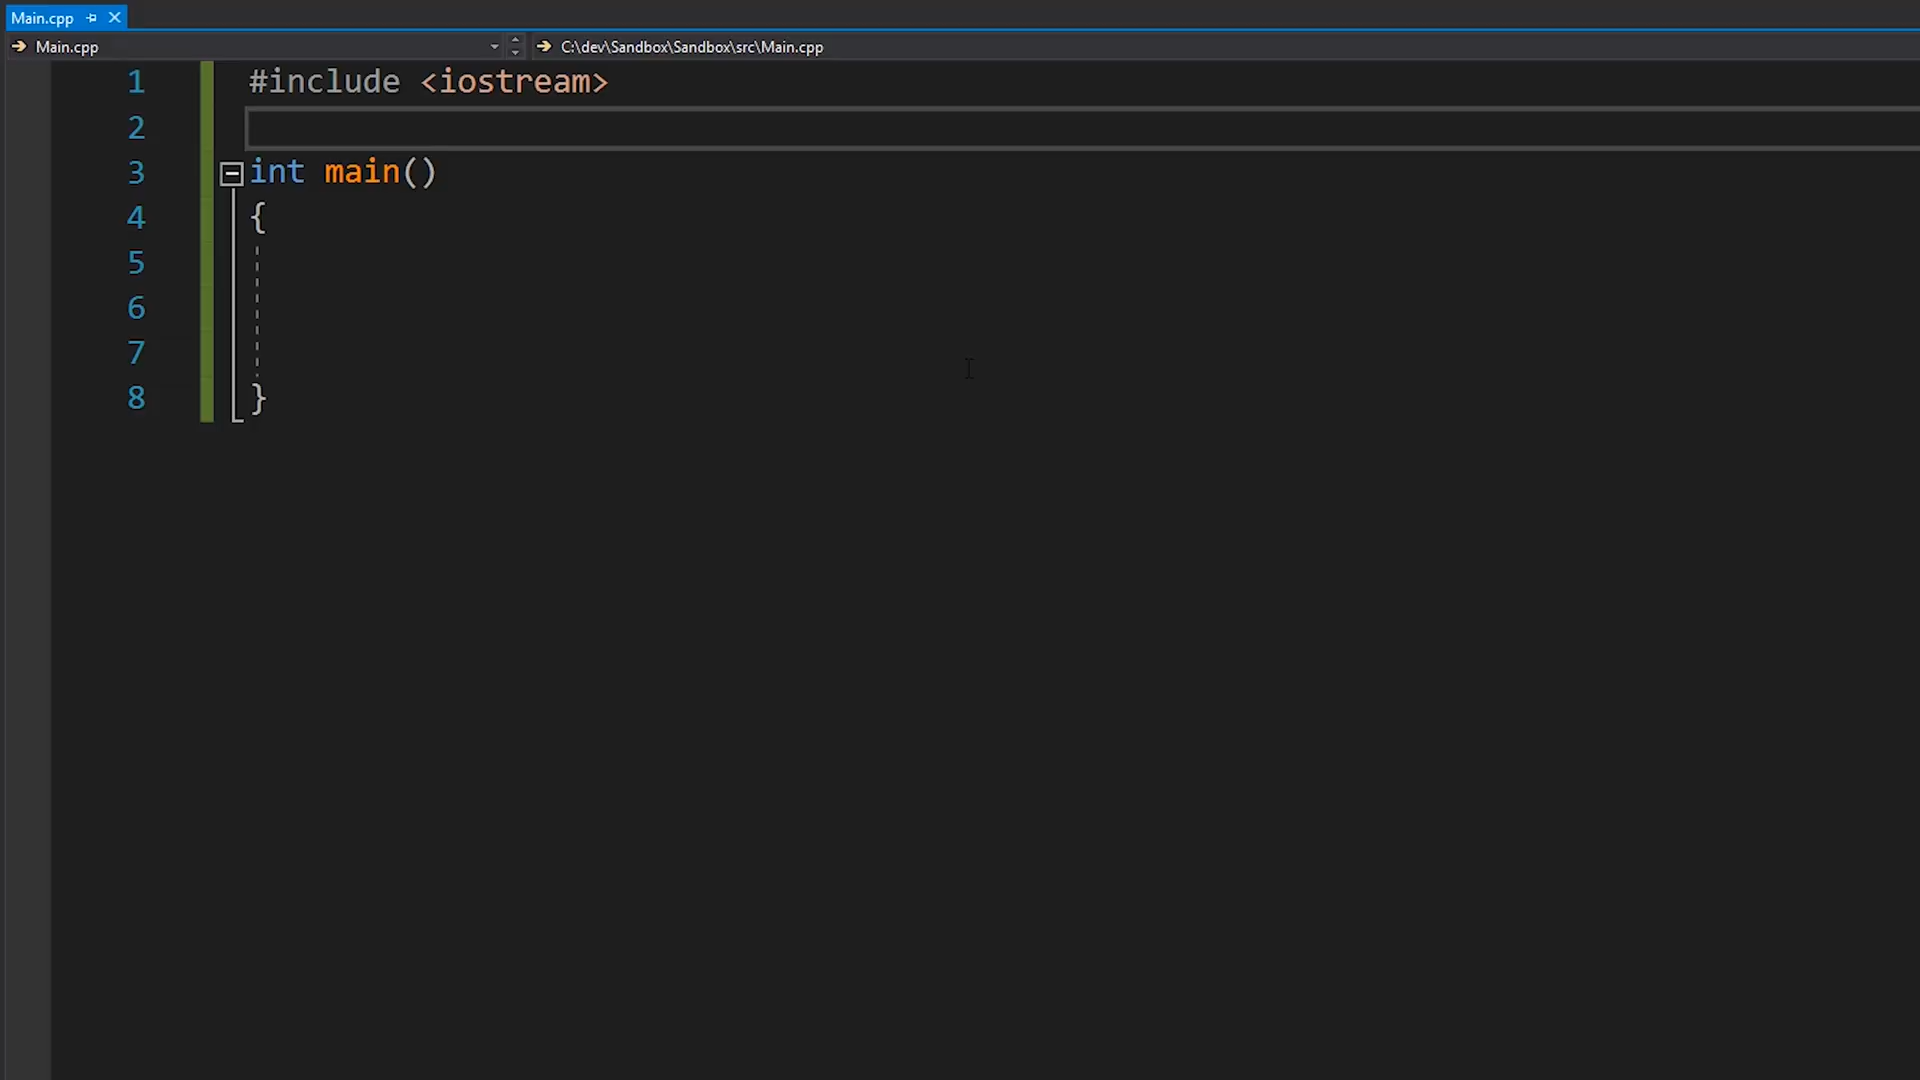 Main.cpp
Main.cpp C:\dev\Sandbox\Sandbox\src\Main.cpp
1 #include <iostream>
2
3 int main()
4 {
5
6
7
8 }